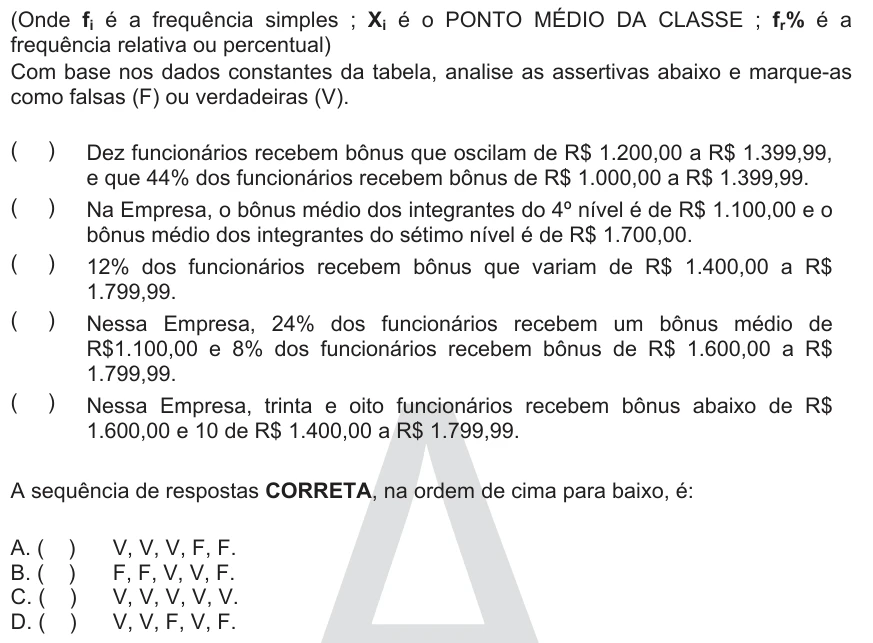 (Onde fi é a frequência simples ; Xi é o PONTO MÉDIO DA CLASSE ; fr% é a
frequência relativa ou percentual)
Com base nos dados constantes da tabela, analise as assertivas abaixo e marque-as
como falsas (F) ou verdadeiras (V).
( ) Dez funcionários recebem bônus que oscilam de R$ 1.200,00 a R$ 1.399,99,
e que 44% dos funcionários recebem bônus de R$ 1.000,00 a R$ 1.399,99.
( ) Na Empresa, o bônus médio dos integrantes do 4º nível é de R$ 1.100,00 e o
bônus médio dos integrantes do sétimo nível é de R$ 1.700,00.
( ) 12% dos funcionários recebem bônus que variam de R$ 1.400,00 a R$
1.799,99.
( ) Nessa Empresa, 24% dos funcionários recebem um bônus médio de
R$1.100,00 e 8% dos funcionários recebem bônus de R$ 1.600,00 a R$
1.799,99.
( ) Nessa Empresa, trinta e oito funcionários recebem bônus abaixo de R$
1.600,00 e 10 de R$ 1.400,00 a R$ 1.799,99.
A sequência de respostas CORRETA, na ordem de cima para baixo, é:
A. ( ) V, V, V, F, F.
B. ( ) F, F, V, V, F.
C. ( ) V, V, V, V, V.
D. ( ) V, V, F, V, F.